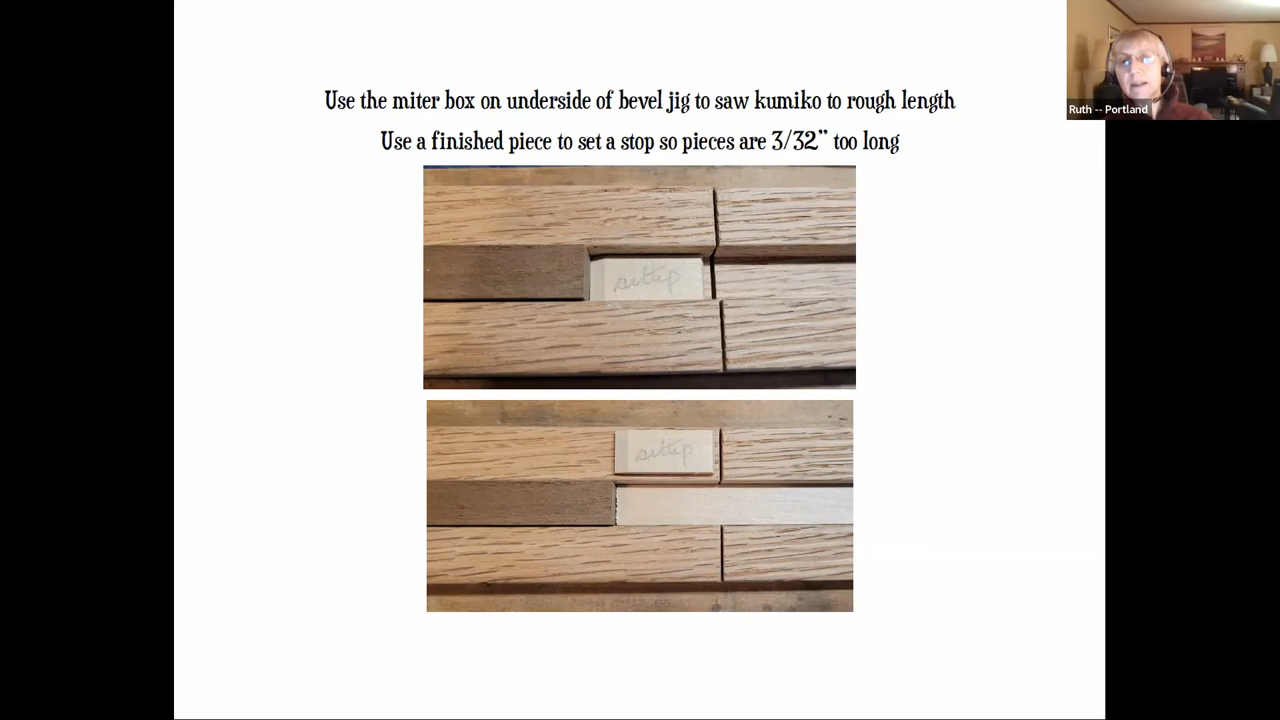 Use the miter box on underside of bevel jig to saw kumiko to rough length
Use a finished piece to set a stop so pieces are 3/32” too long
setup
setup
Ruth -- Portland